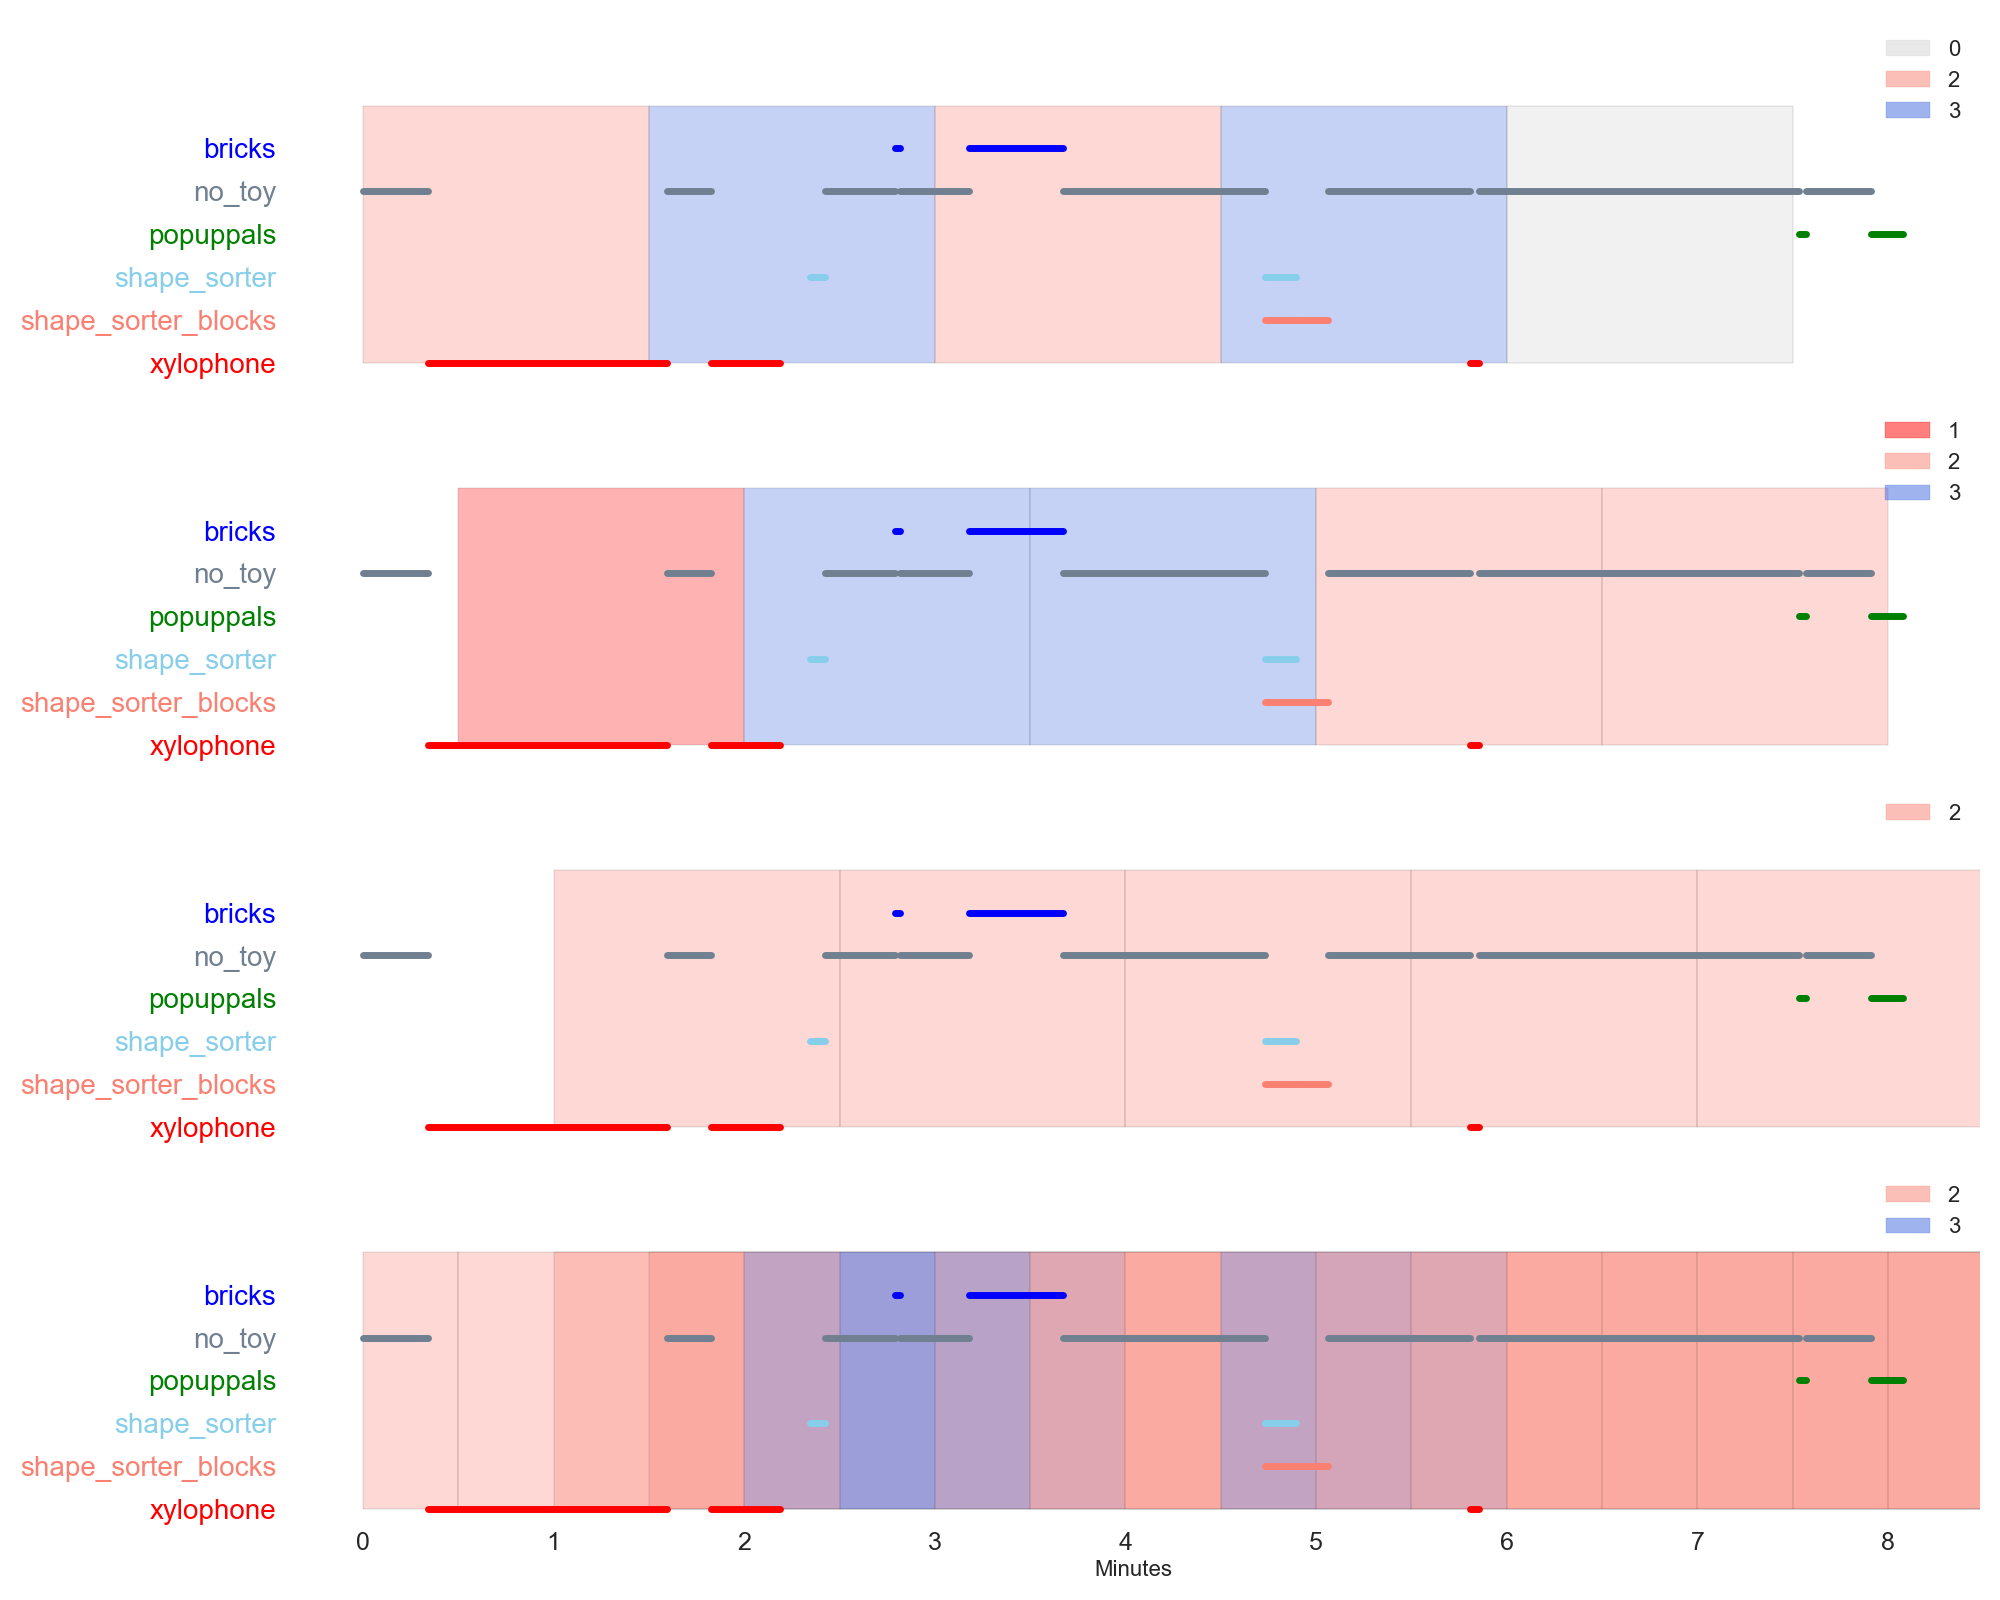 0
2
3
bricks
no_toy
popuppals
shape_sorter
shape_sorter_blocks
xylophone
1
2
3
bricks
no_toy
popuppals
shape_sorter
shape_sorter_blocks
xylophone
2
bricks
no_toy
popuppals
shape_sorter
shape_sorter_blocks
xylophone
2
3
bricks
no_toy
popuppals
shape_sorter
shape_sorter_blocks
xylophone
0 1 2 3 4 5 6 7 8
Minutes